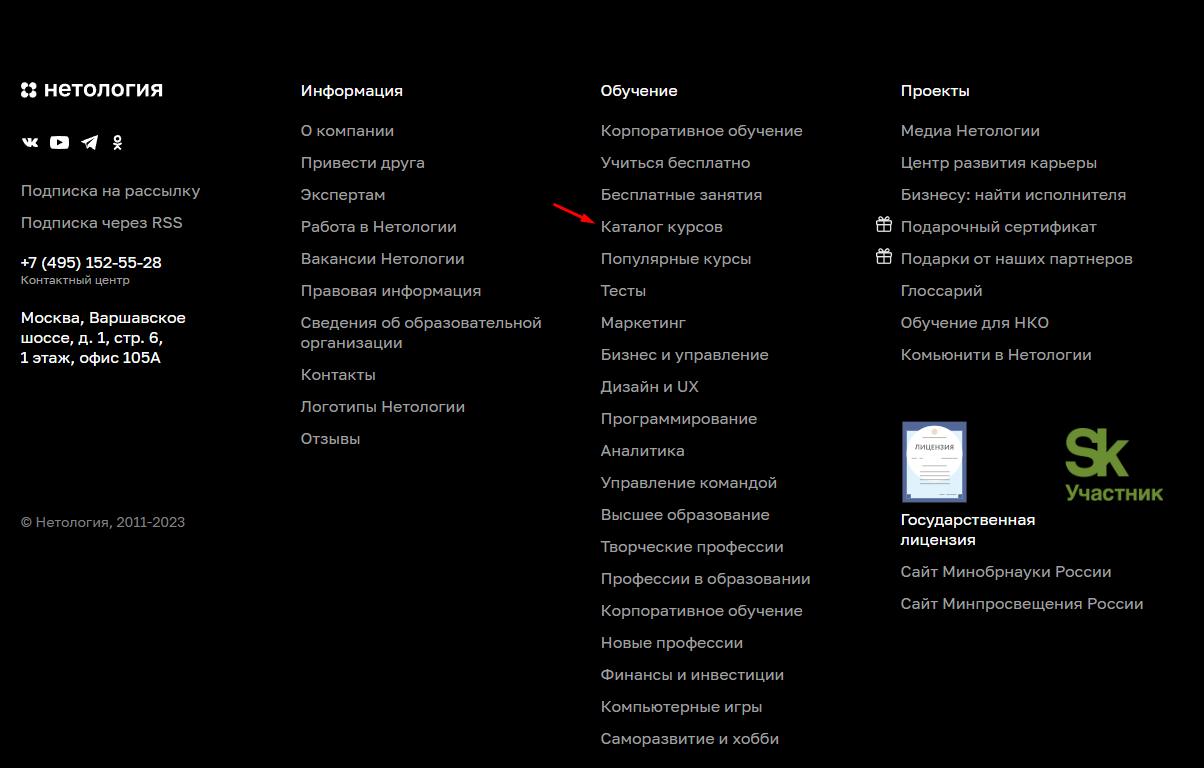 нетология
Подписка на рассылку
Подписка через RSS
+7 (495) 152-55-28
Контактный центр
Москва, Варшавское
шоссе, д. 1, стр. 6,
1 этаж, офис 105А
© Нетология, 2011-2023
Информация
О компании
Привести друга
Экспертам
Работа в Нетологии
Вакансии Нетологии
Правовая информация
Сведения об образовательной
организации
Контакты
Логотипы Нетологии
Отзывы
Обучение
Корпоративное обучение
Учиться бесплатно
Бесплатные занятия
Каталог курсов
Популярные курсы
Тесты
Маркетинг
Бизнес и управление
Дизайн и UX
Программирование
Аналитика
Управление командой
Высшее образование
Творческие профессии
Профессии в образовании
Корпоративное обучение
Новые профессии
Финансы и инвестиции
Компьютерные игры
Саморазвитие и хобби
Проекты
Медиа Нетологии
Центр развития карьеры
Бизнесу: найти исполнителя
Подарочный сертификат
Подарки от наших партнеров
Глоссарий
Обучение для НКО
Комьюнити в Нетологии
ЛИЦЕНЗИЯ
Sk
Участник
Государственная
лицензия
Сайт Минобрнауки России
Сайт Минпросвещения России